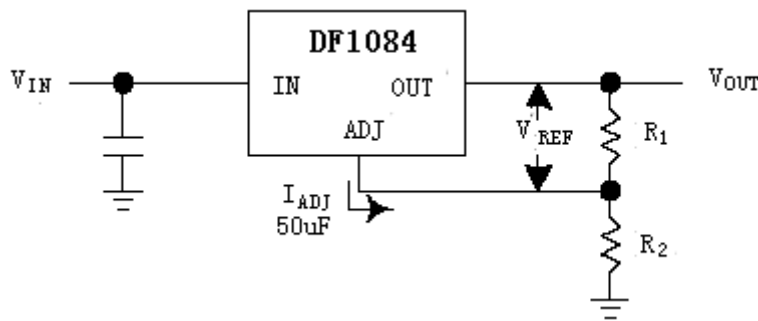 DF1084
V_IN
IN
OUT
V_OUT
ADJ
V_REF
R_1
I_ADJ
50uF
R_2